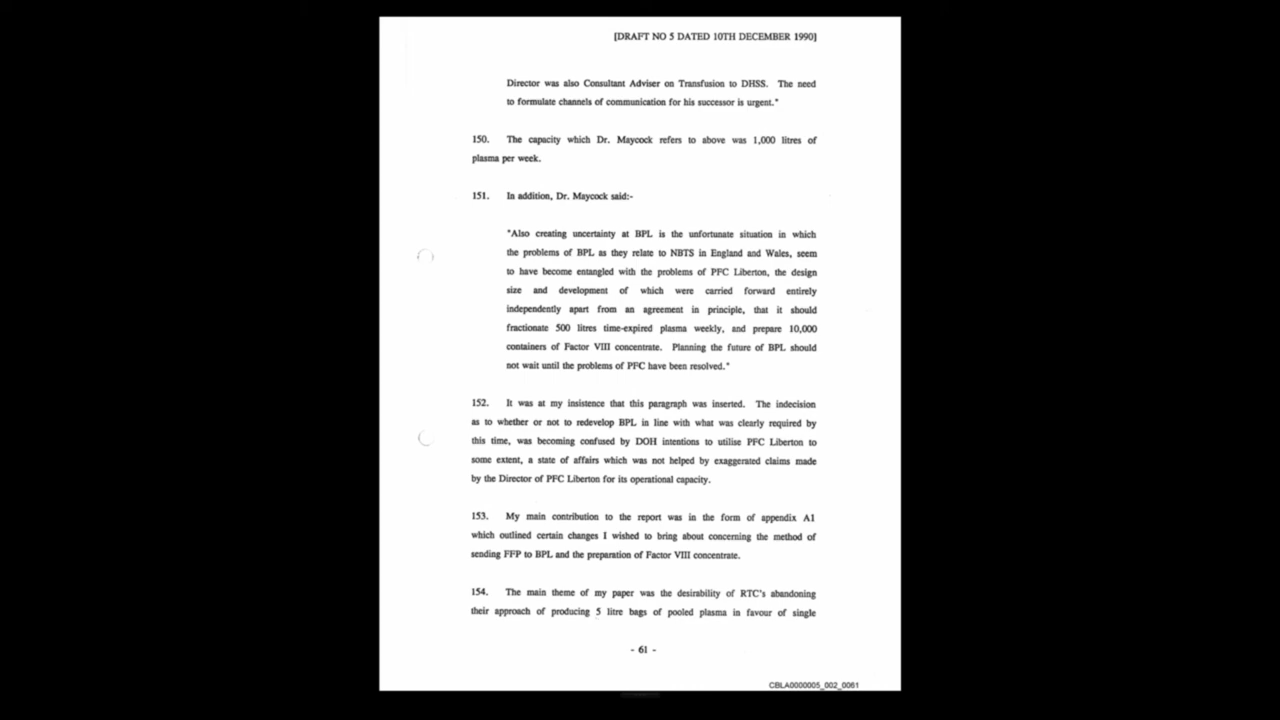 [DRAFT NO 5 DATED 10TH DECEMBER 1990]
Director was also Consultant Adviser on Transfusion to DHSS. The need
to formulate channels of communication for his successor is urgent."
150. The capacity which Dr. Maycock refers to above was 1,000 litres of
plasma per week.
151. In addition, Dr. Maycock said:-
"Also creating uncertainty at BPL is the unfortunate situation in which
the problems of BPL as they relate to NBTS in England and Wales, seem
to have become entangled with the problems of PFC Liberton, the design
size and development of which were carried forward entirely
independently apart from an agreement in principle, that it should
fractionate 500 litres time-expired plasma weekly, and prepare 10,000
containers of Factor VIII concentrate. Planning the future of BPL should
not wait until the problems of PFC have been resolved."
152. It was at my insistence that this paragraph was inserted. The indecision
as to whether or not to redevelop BPL in line with what was clearly required by
this time, was becoming confused by DOH intentions to utilise PFC Liberton to
some extent, a state of affairs which was not helped by exaggerated claims made
by the Director of PFC Liberton for its operational capacity.
153. My main contribution to the report was in the form of appendix A1
which outlined certain changes I wished to bring about concerning the method of
sending FFP to BPL and the preparation of Factor VIII concentrate.
154. The main theme of my paper was the desirability of RTC's abandoning
their approach of producing 5 litre bags of pooled plasma in favour of single
- 61 -
CBLA0000005_002_0061